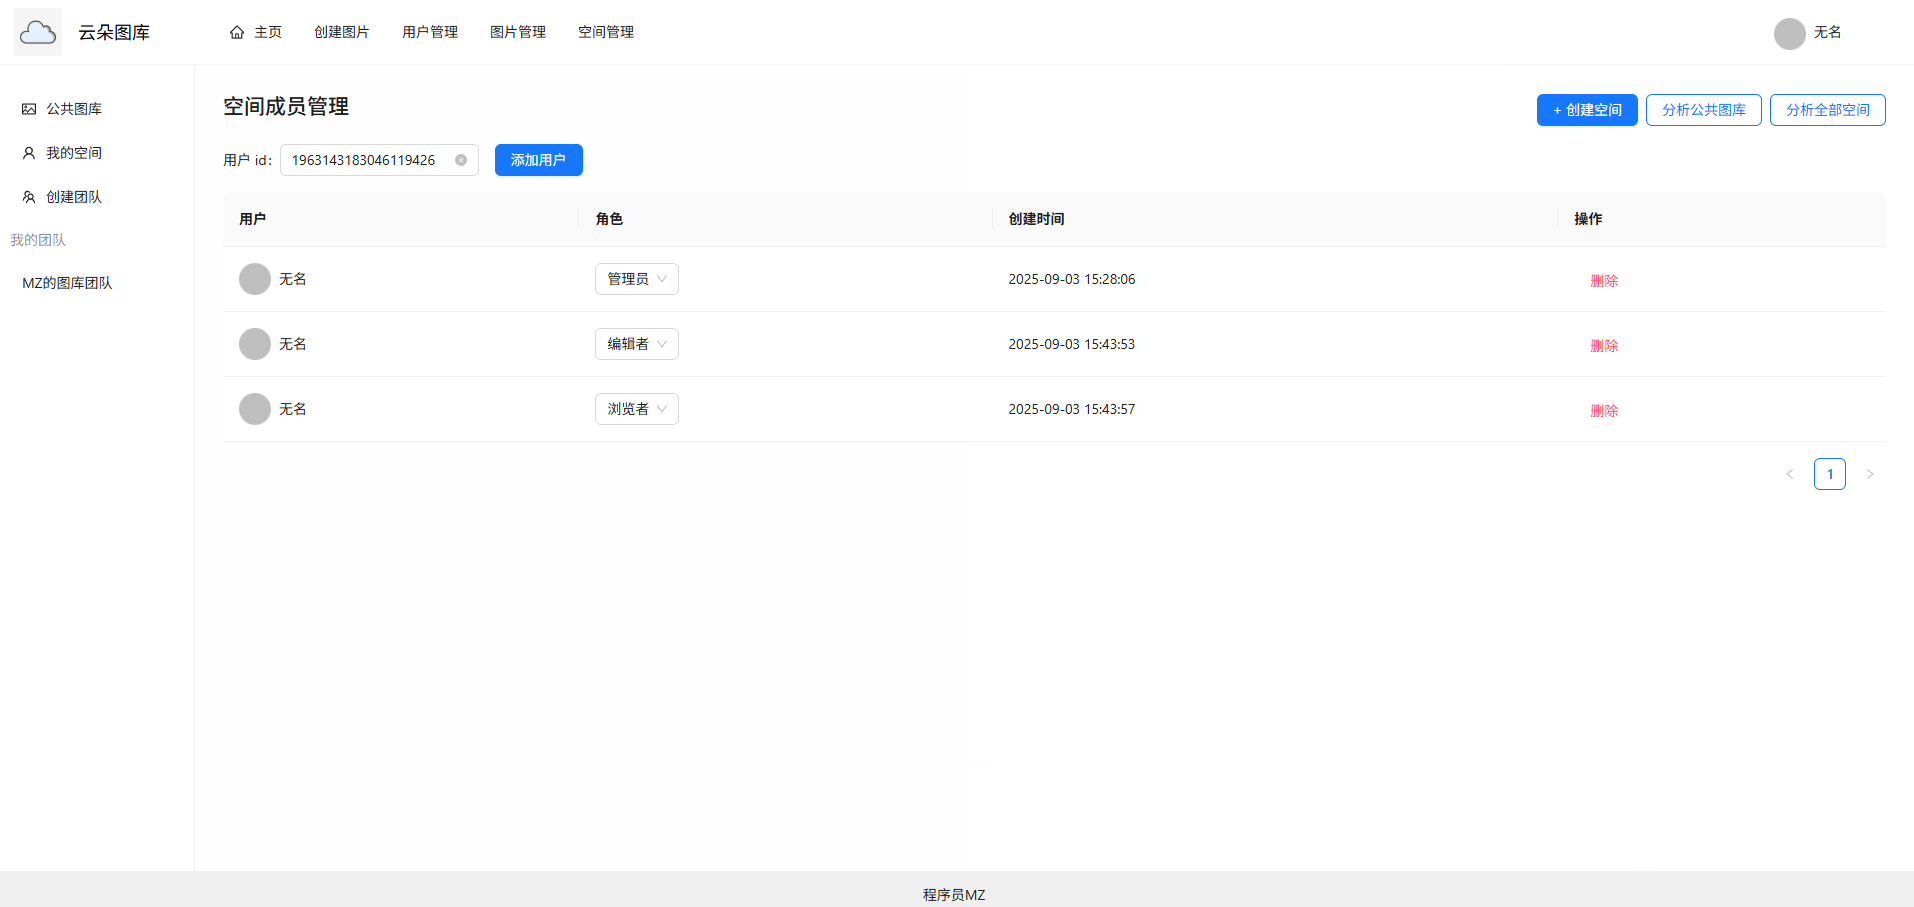 云朵图库
主页 创建图片 用户管理 图片管理 空间管理
无名
公共图库
我的空间
创建团队
我的团队
MZ的图库团队
空间成员管理
+ 创建空间 分析公共图库 分析全部空间
用户 id: 1963143183046119426 添加用户
用户 角色 创建时间 操作
无名 管理员 2025-09-03 15:28:06 删除
无名 编辑者 2025-09-03 15:43:53 删除
无名 浏览者 2025-09-03 15:43:57 删除
< 1 >
程序员MZ